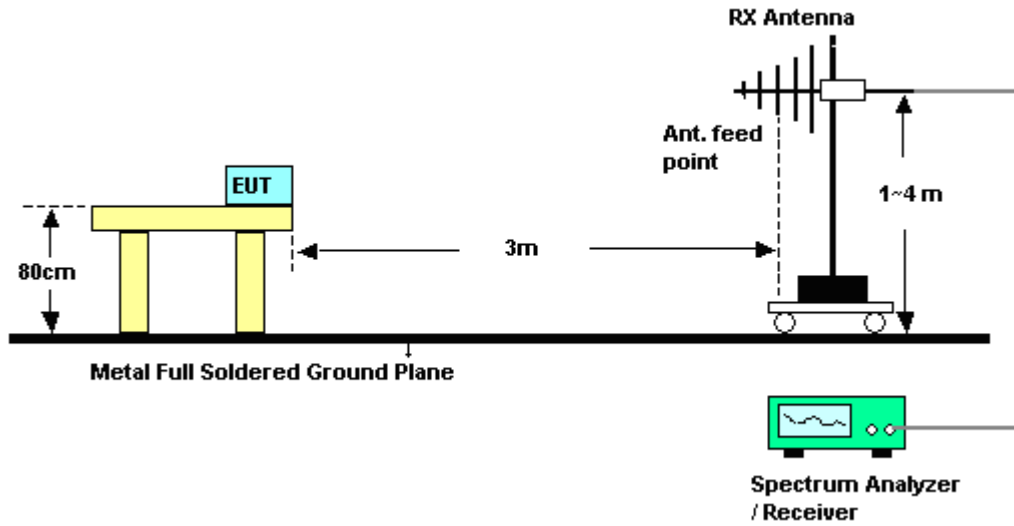 RX Antenna
Ant. feed
point
EUT
1~4 m
3m
80cm
Metal Full Soldered Ground Plane
Spectrum Analyzer
/ Receiver